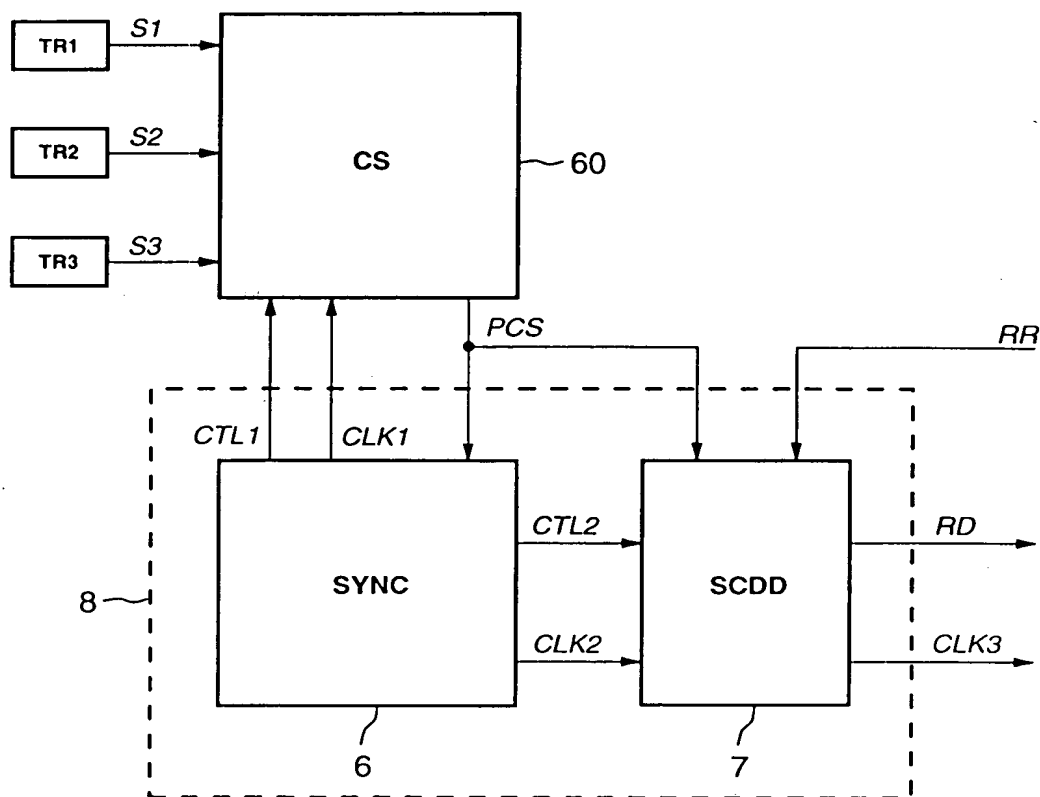 TR1
S1
TR2
S2
TR3
S3
CS
60
PCS
RR
CTL1
CLK1
SYNC
CTL2
CLK2
SCDD
RD
CLK3
8
6
7